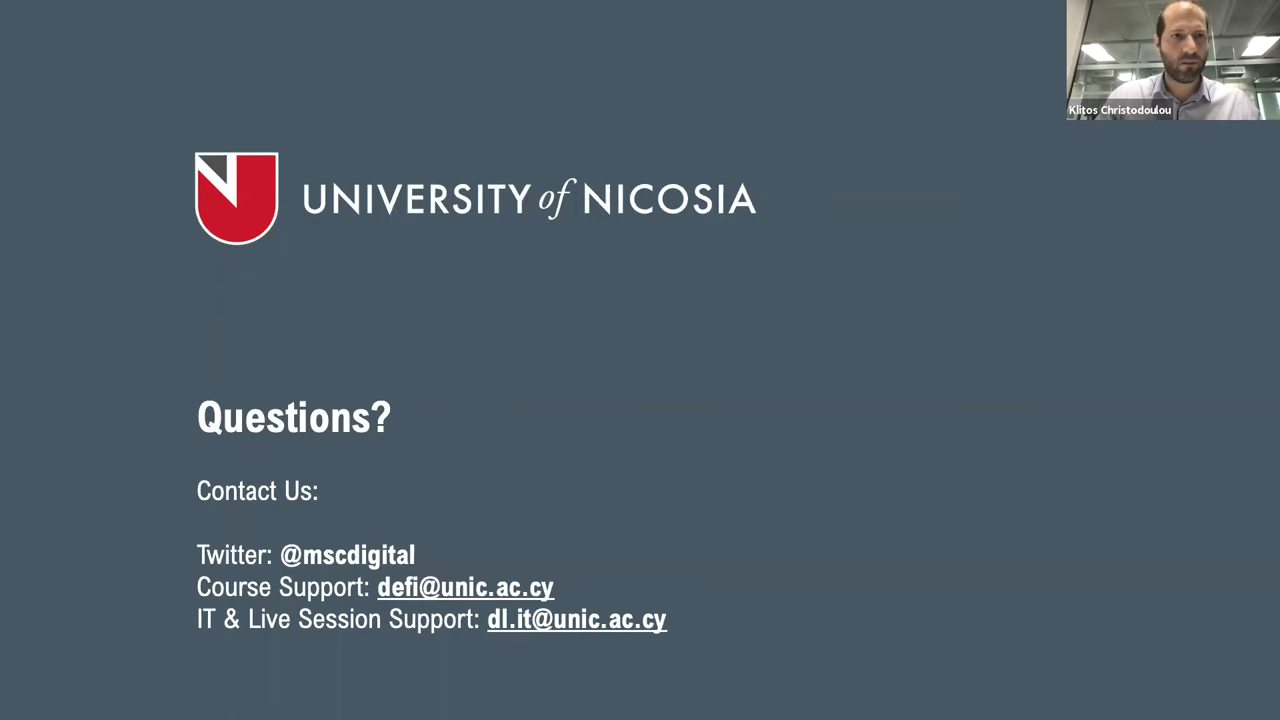 Klitos Christodoulou
UNIVERSITY of NICOSIA
Questions?
Contact Us:
Twitter: @mscdigital
Course Support: defi@unic.ac.cy
IT & Live Session Support: dl.it@unic.ac.cy